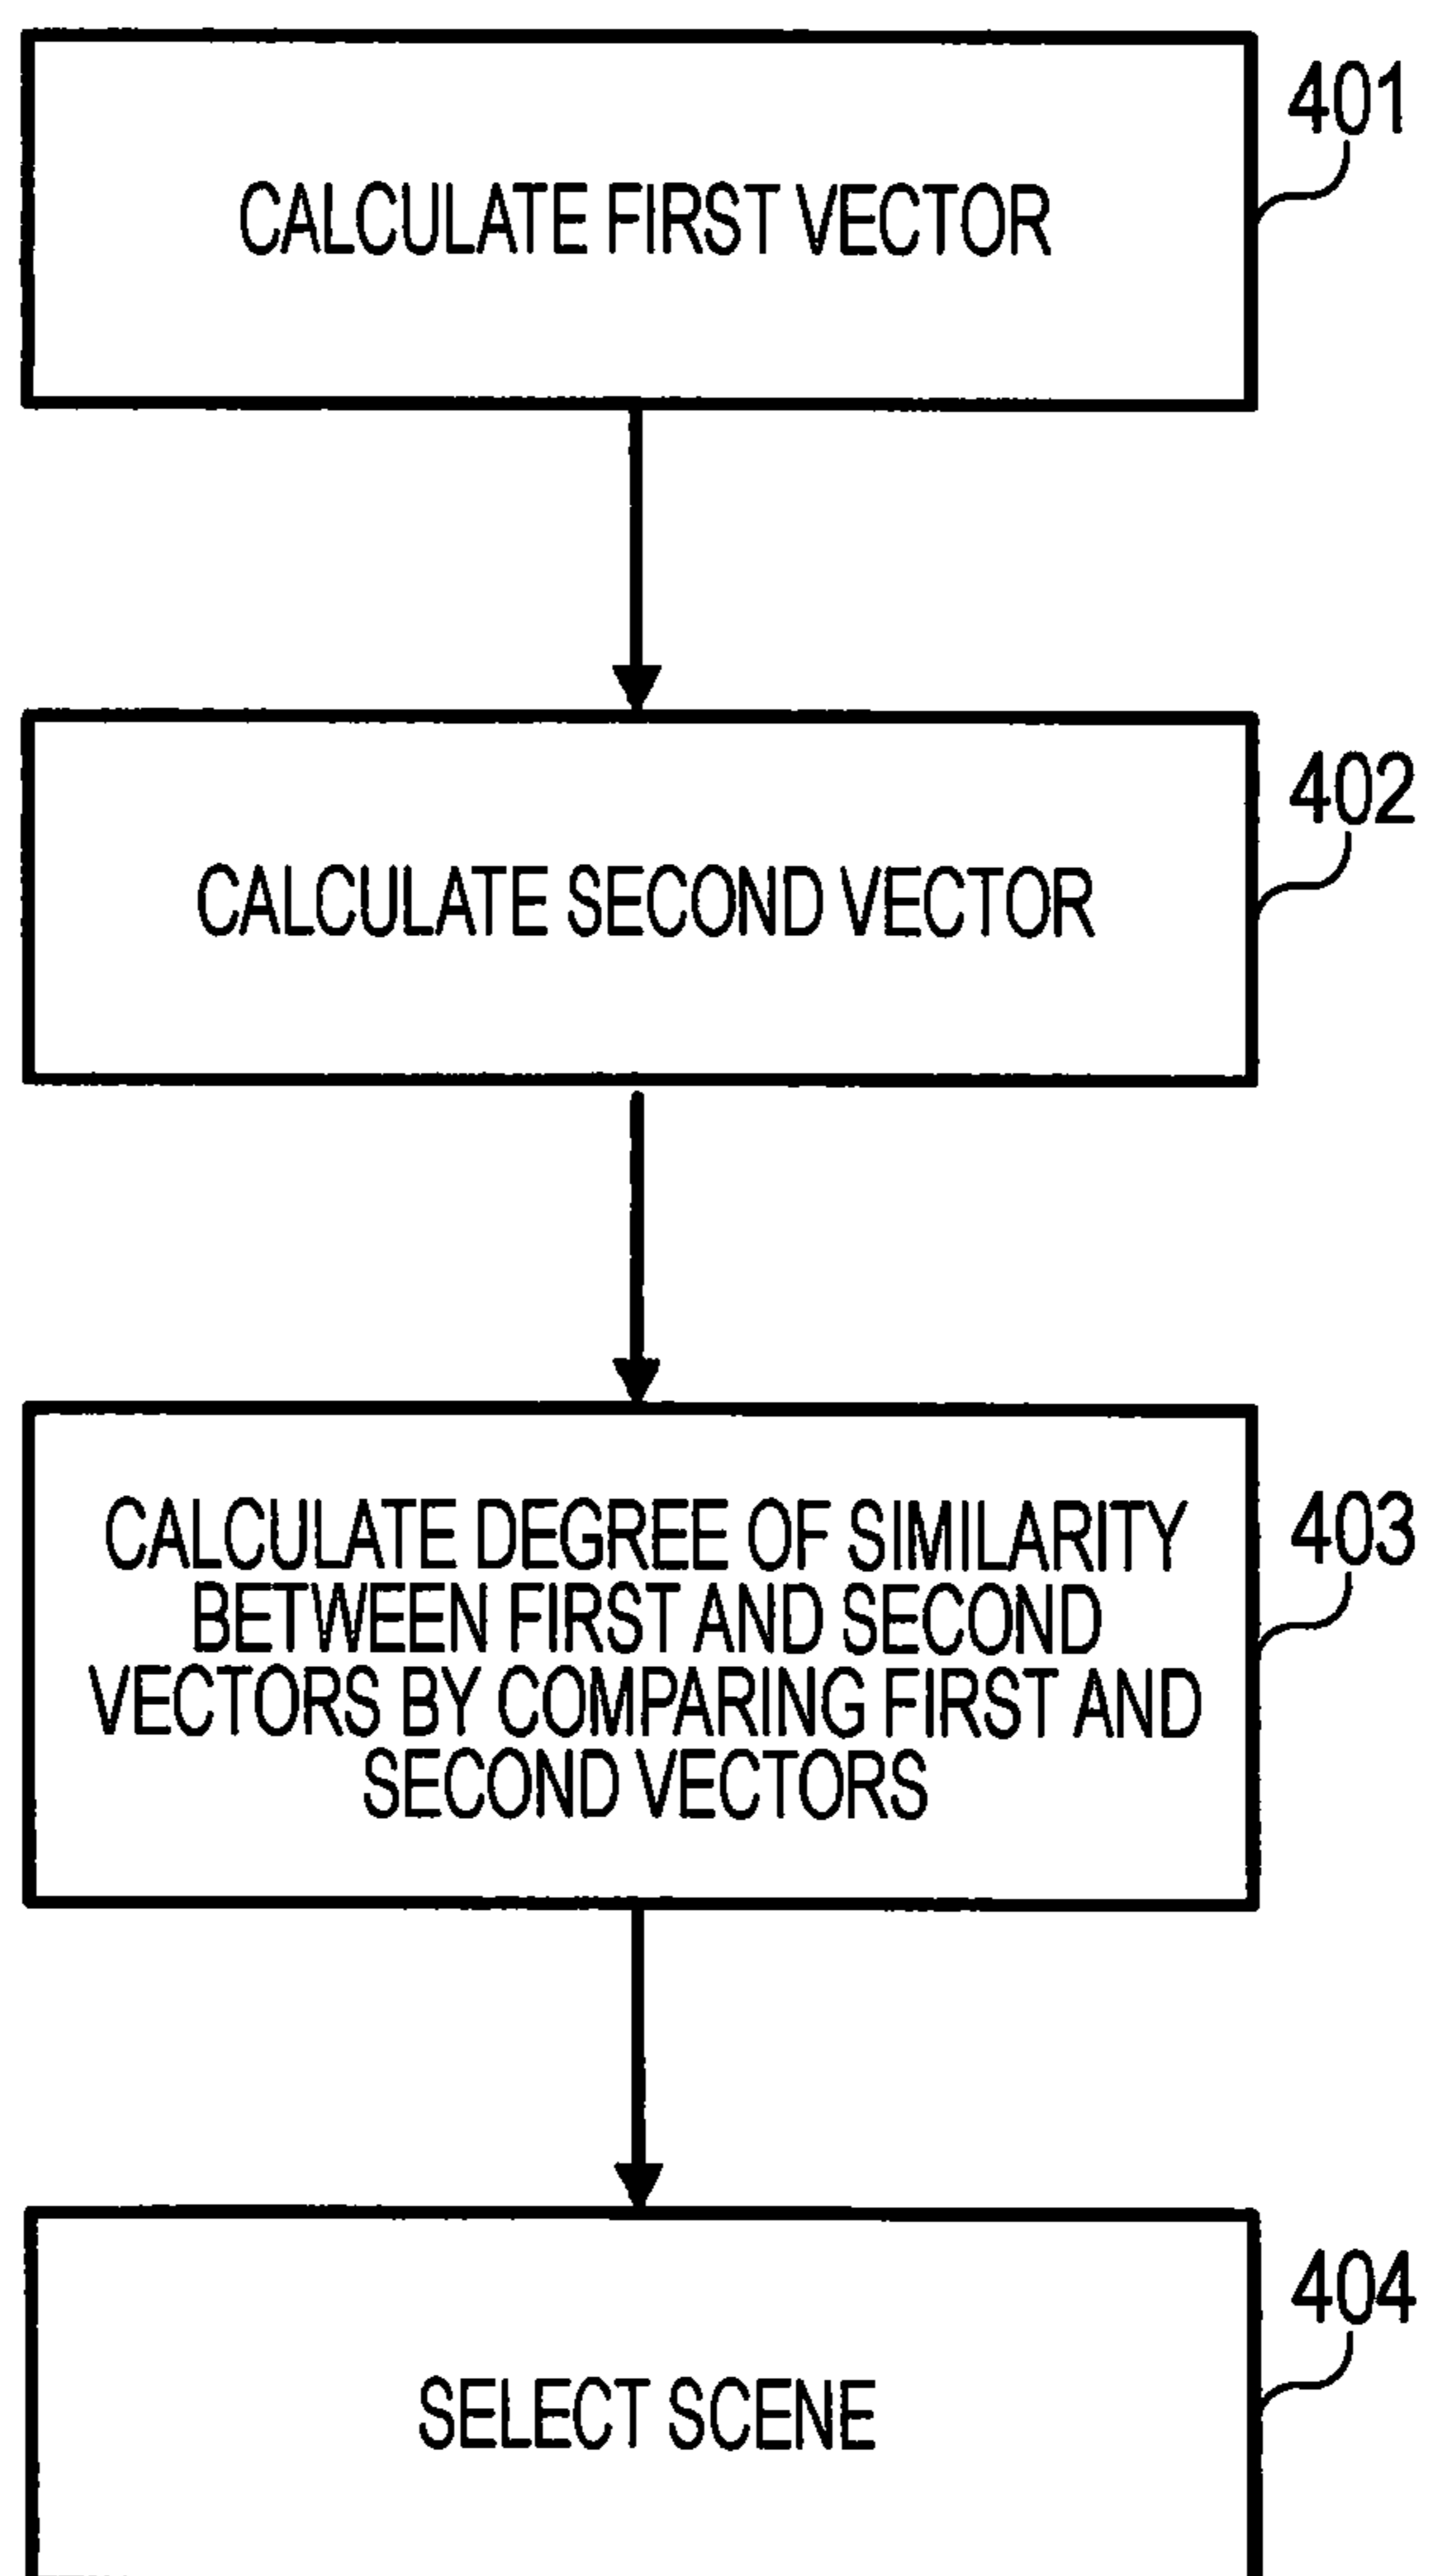 401
CALCULATE FIRST VECTOR
402
CALCULATE SECOND VECTOR
403
CALCULATE DEGREE OF SIMILARITY
BETWEEN FIRST AND SECOND
VECTORS BY COMPARING FIRST AND
SECOND VECTORS
404
SELECT SCENE